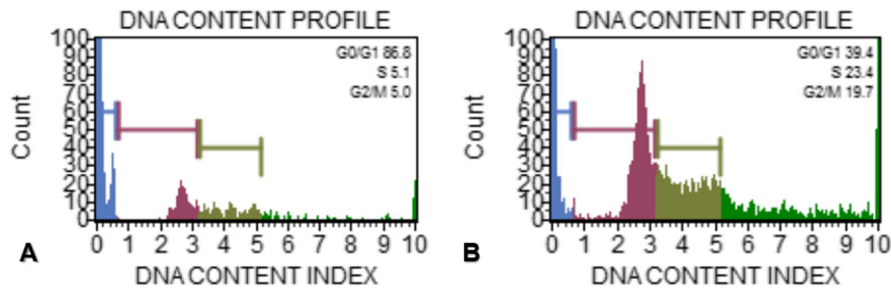 DNA CONTENT PROFILE
G0/G1 86.8
S 5.1
G2/M 5.0
100
90
80
70
60
50
40
30
20
10
0
Count
0 1 2 3 4 5 6 7 8 9 10
DNA CONTENT INDEX
A
DNA CONTENT PROFILE
G0/G1 39.4
S 23.4
G2/M 19.7
100
90
80
70
60
50
40
30
20
10
0
Count
0 1 2 3 4 5 6 7 8 9 10
DNA CONTENT INDEX
B